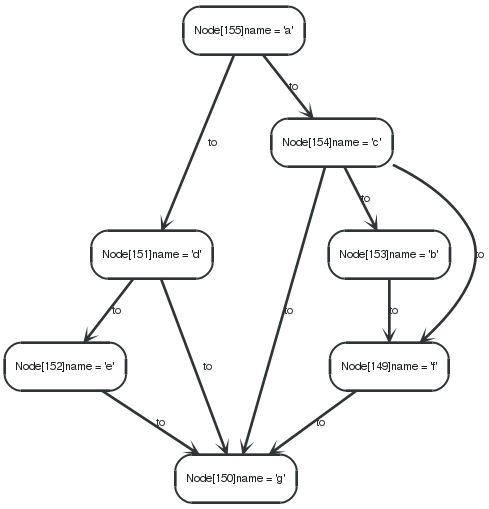 Node[155]name = 'a'
to
to
Node[154]name = 'c'
to
Node[151]name = 'd'
Node[153]name = 'b'
to
to
to
to
Node[152]name = 'e'
to
Node[149]name = 'f'
to
to
Node[150]name = 'g'